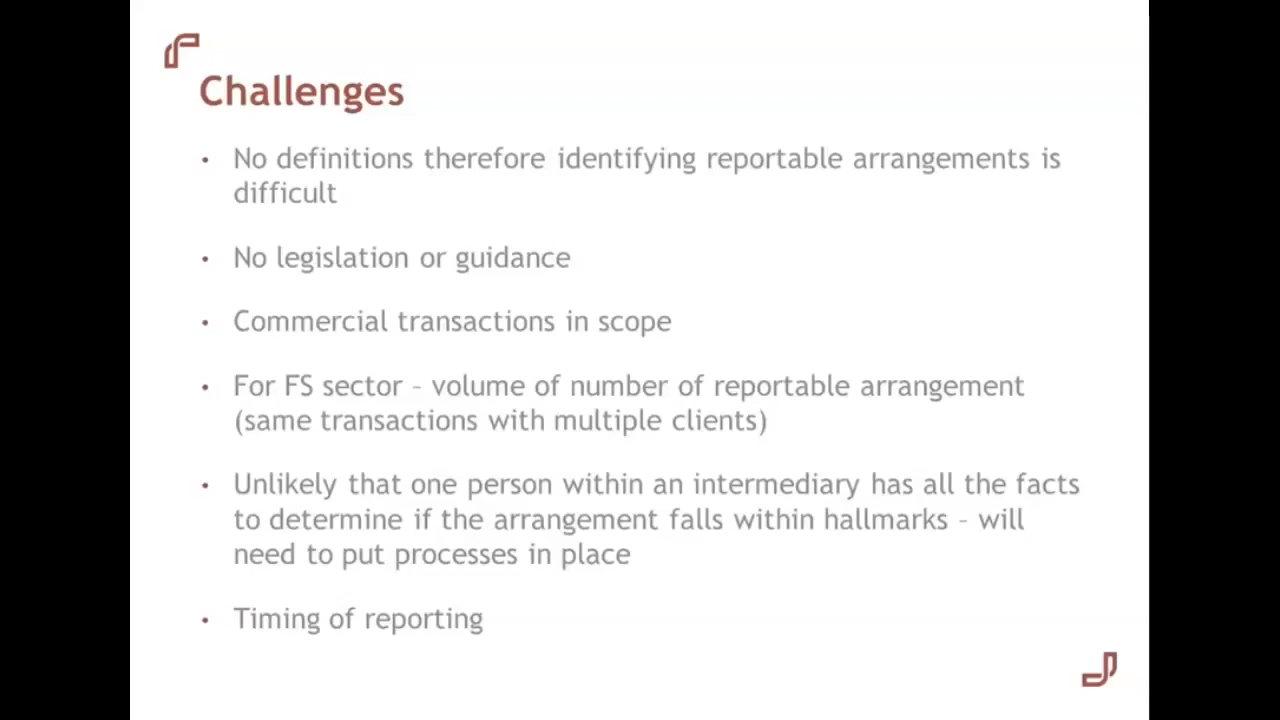 Challenges
• No definitions therefore identifying reportable arrangements is
difficult
• No legislation or guidance
• Commercial transactions in scope
• For FS sector – volume of number of reportable arrangement
(same transactions with multiple clients)
• Unlikely that one person within an intermediary has all the facts
to determine if the arrangement falls within hallmarks – will
need to put processes in place
• Timing of reporting